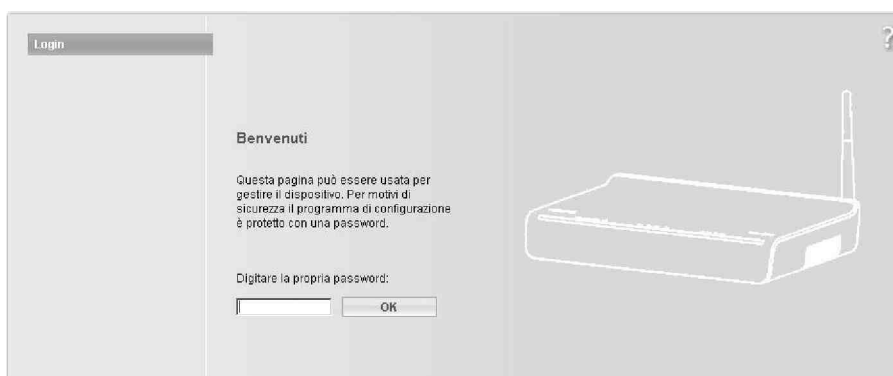 Login
?
Benvenuti
Questa pagina può essere usata per
gestire il dispositivo. Per motivi di
sicurezza il programma di configurazione
è protetto con una password.
Digitare la propria password:
OK